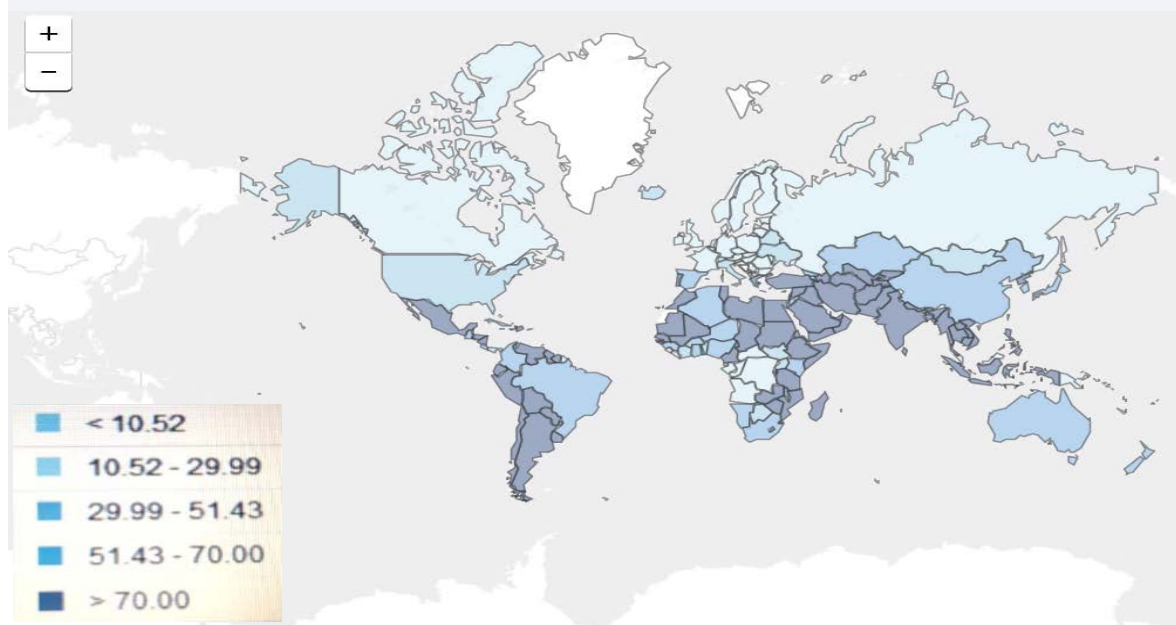 +
−
< 10.52
10.52 - 29.99
29.99 - 51.43
51.43 - 70.00
> 70.00